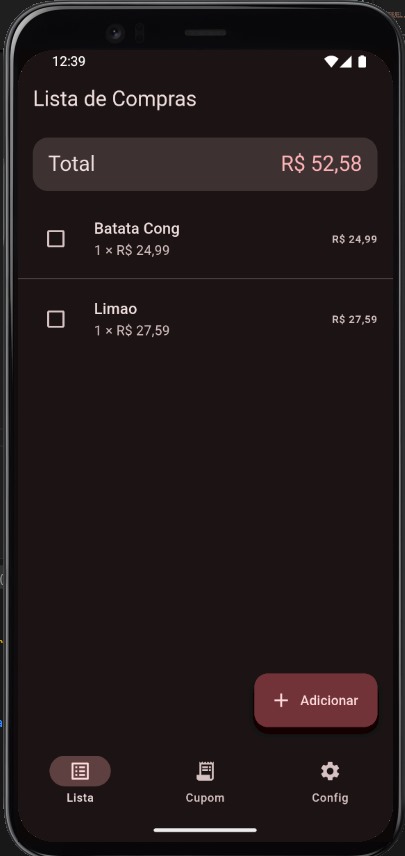 12:39
Lista de Compras
Total R$ 52,58
Batata Cong
1 × R$ 24,99 R$ 24,99
Limao
1 × R$ 27,59 R$ 27,59
+ Adicionar
Lista Cupom Config